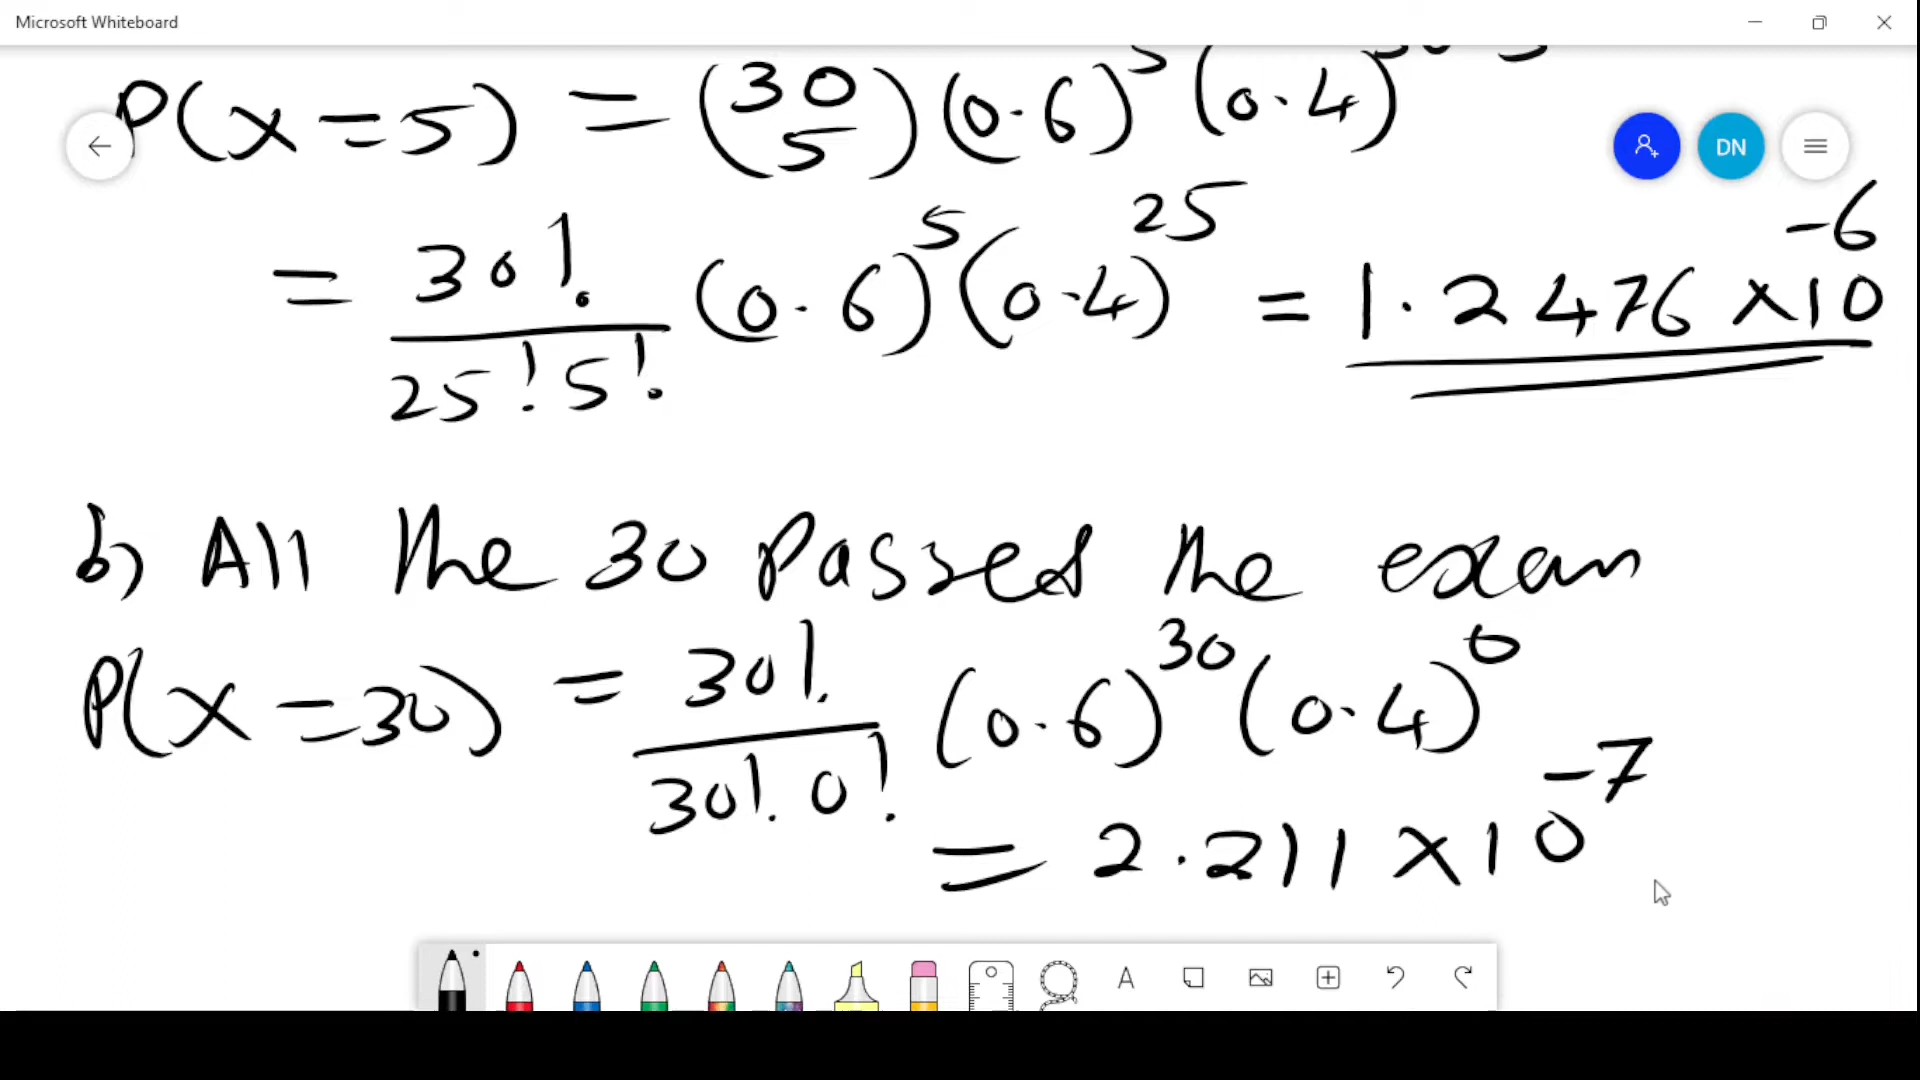 Microsoft Whiteboard
P(x=5) = (30 5)(0.6)^5(0.4)
DN
= 30!/25!5! (0.6)^5(0.4)^25 = 1.2476 x10^-6
b) All the 30 Passed the exam
P(x=30) = 30!/30!.0! (0.6)^30(0.4)^0
= 2.211 x10^-7
A